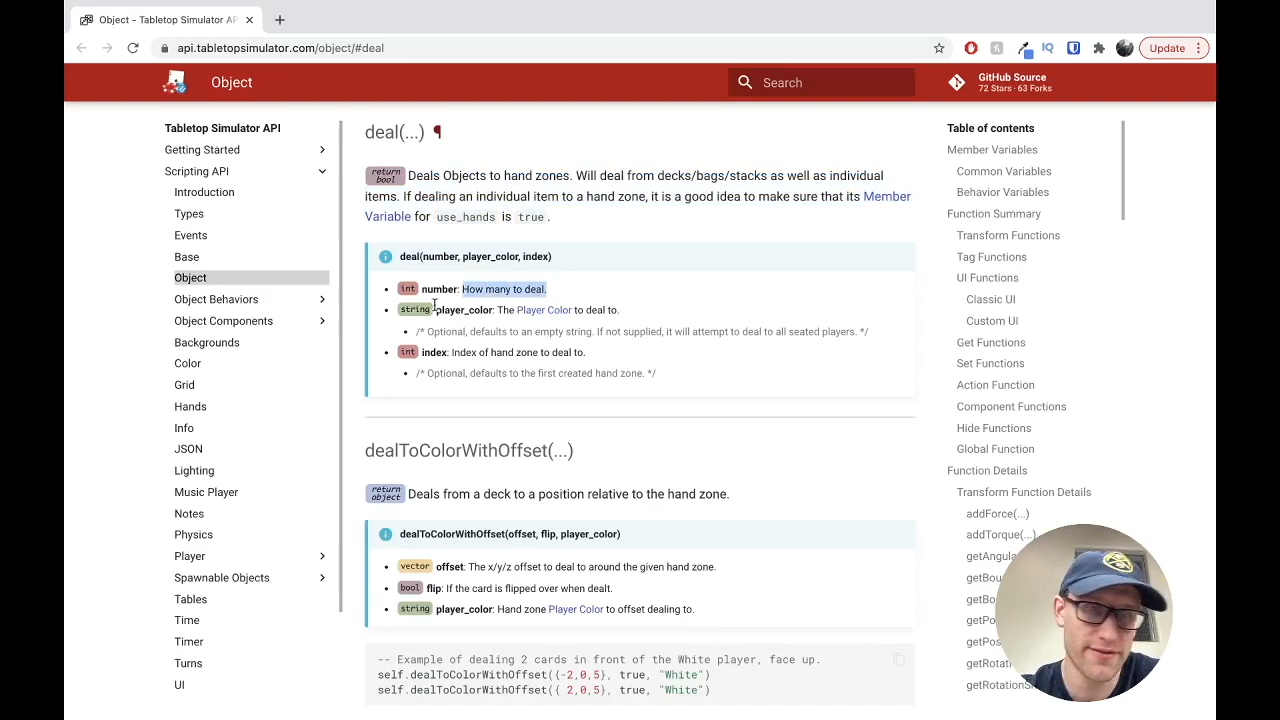 Object - Tabletop Simulator AP
api.tabletopsimulator.com/object/#deal
IQ
Update
Object
Search
GitHub Source
72 Stars · 63 Forks
Tabletop Simulator API
Getting Started
Scripting API
Introduction
Types
Events
Base
Object
Object Behaviors
Object Components
Backgrounds
Color
Grid
Hands
Info
JSON
Lighting
Music Player
Notes
Physics
Player
Spawnable Objects
Tables
Time
Timer
Turns
UI
deal(...) ¶
return bool Deals Objects to hand zones. Will deal from decks/bags/stacks as well as individual
items. If dealing an individual item to a hand zone, it is a good idea to make sure that its Member
Variable for use_hands is true.
deal(number, player_color, index)
int number: How many to deal.
string player_color: The Player Color to deal to.
/* Optional, defaults to an empty string. If not supplied, it will attempt to deal to all seated players. */
int index: Index of hand zone to deal to.
/* Optional, defaults to the first created hand zone. */
dealToColorWithOffset(...)
return object Deals from a deck to a position relative to the hand zone.
dealToColorWithOffset(offset, flip, player_color)
vector offset: The x/y/z offset to deal to around the given hand zone.
bool flip: If the card is flipped over when dealt.
string player_color: Hand zone Player Color to offset dealing to.
-- Example of dealing 2 cards in front of the White player, face up.
self.dealToColorWithOffset({-2,0,5}, true, "White")
self.dealToColorWithOffset({ 2,0,5}, true, "White")
Table of contents
Member Variables
Common Variables
Behavior Variables
Function Summary
Transform Functions
Tag Functions
UI Functions
Classic UI
Custom UI
Get Functions
Set Functions
Action Function
Component Functions
Hide Functions
Global Function
Function Details
Transform Function Details
addForce(...)
addTorque(...)
getAngula
getBou
getBo
getPo
getPos
getRotati
getRotationS